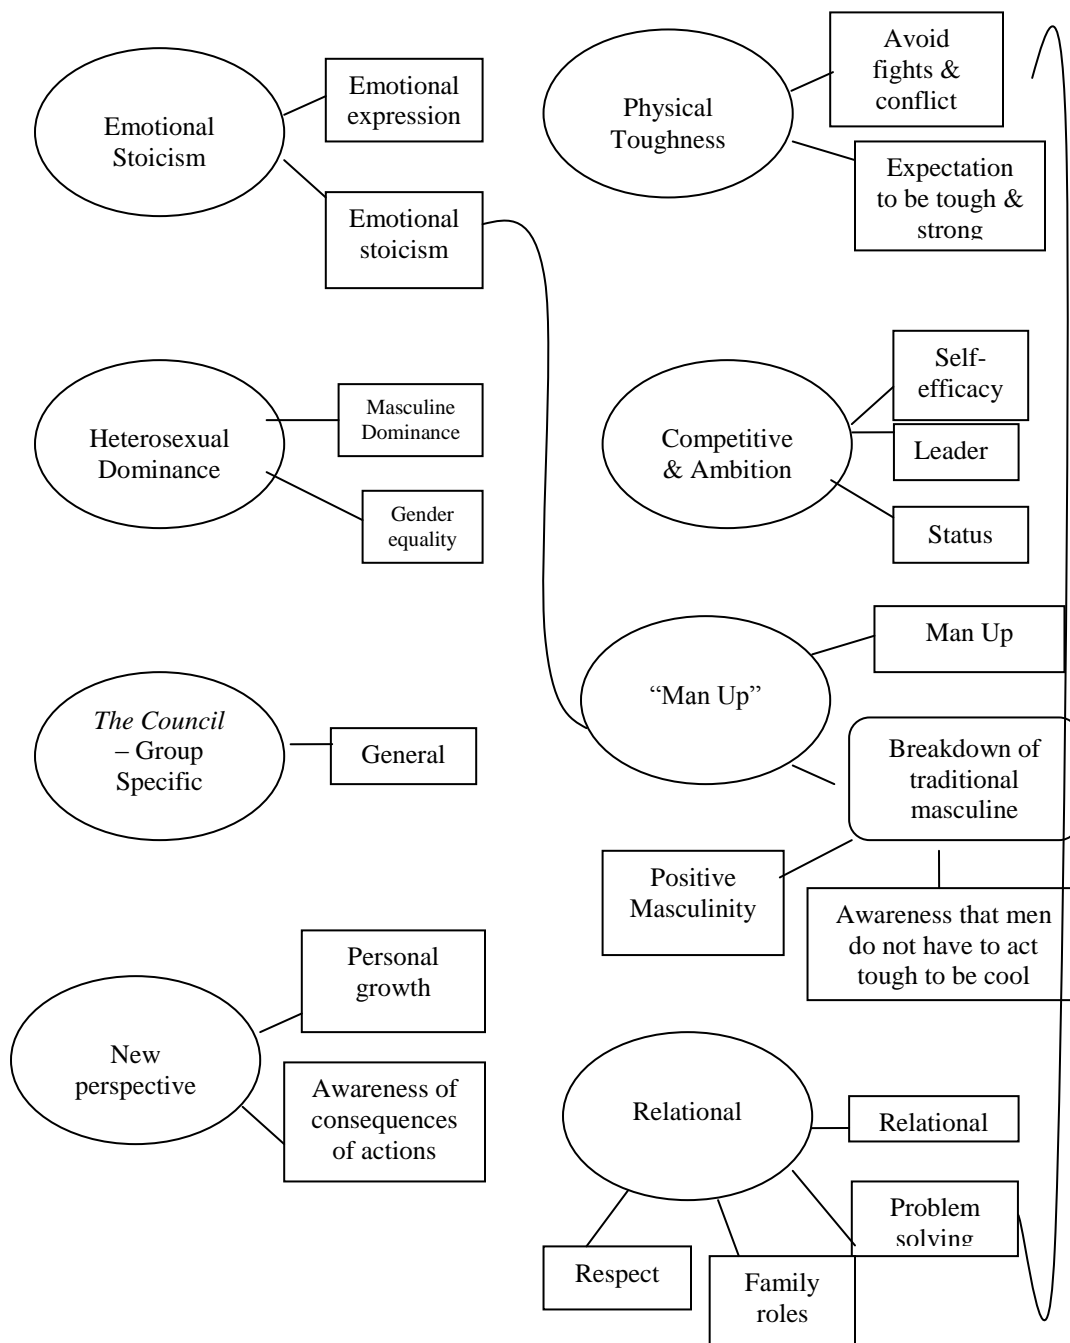 Emotional
Stoicism
Emotional
expression
Emotional
stoicism
Physical
Toughness
Avoid
fights &
conflict
Expectation
to be tough &
strong
Heterosexual
Dominance
Masculine
Dominance
Gender
equality
Competitive
& Ambition
Self-
efficacy
Leader
Status
The Council
– Group
Specific
General
“Man Up”
Man Up
Breakdown of
traditional
masculine
Positive
Masculinity
Awareness that men
do not have to act
tough to be cool
New
perspective
Personal
growth
Awareness of
consequences
of actions
Relational
Relational
Problem
solving
Respect
Family
roles